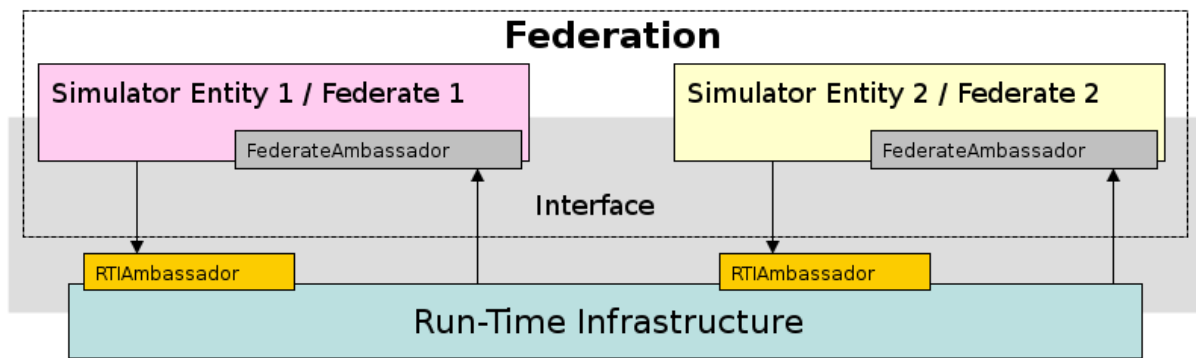 Federation
Simulator Entity 1 / Federate 1
Simulator Entity 2 / Federate 2
FederateAmbassador
FederateAmbassador
Interface
RTIAmbassador
RTIAmbassador
Run-Time Infrastructure